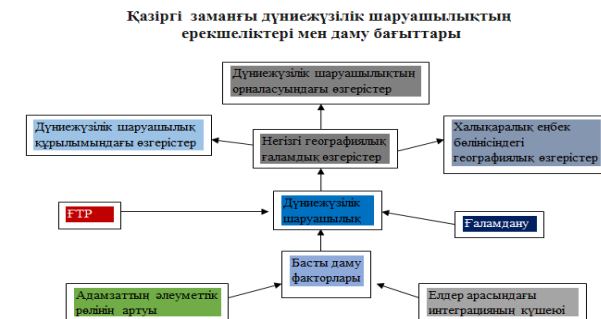 Қазіргі заманғы дүниежүзілік шаруашылықтың
ерекшеліктері мен даму бағыттары
Дүниежүзілік шаруашылықтың
орналасуындағы өзгерістер
Дүниежүзілік шаруашылық
құрылымындағы өзгерістер
Негізгі географиялық
ғаламдық өзгерістер
Халықаралық еңбек
бөлінісіндегі
географиялық өзгерістер
ҒТР
Дүниежүзілік
шаруашылық
Ғаламдану
Басты даму
факторлары
Адамзаттың әлеуметтік
рөлінің артуы
Елдер арасындағы
интеграцияның күшеюі